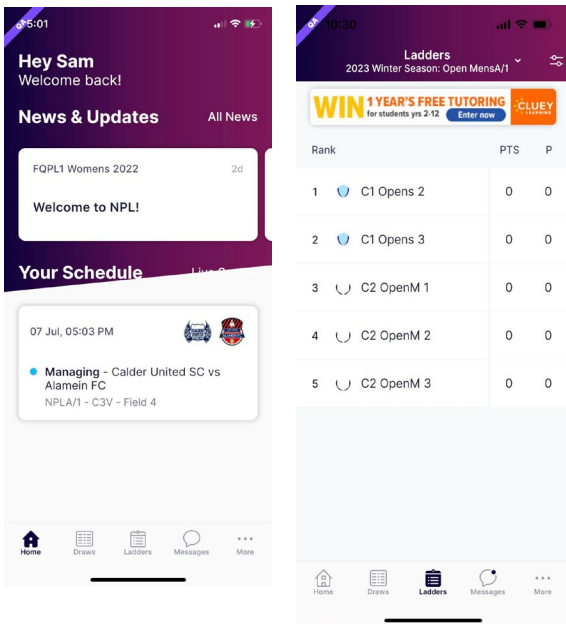 QA
5:01
Hey Sam
Welcome back!
News & Updates
All News
FQPL1 Womens 2022
2d
Welcome to NPL!
Your Schedule
07 Jul, 05:03 PM
Managing - Calder United SC vs
Alamein FC
NPLA/1 - C3V - Field 4
Home
Draws
Ladders
Messages
More
QA
10:30
Ladders
2023 Winter Season: Open MensA/1
WIN
1 YEAR'S FREE TUTORING
for students yrs 2-12
Enter now
CLUEY
LEARNING
Rank
PTS
P
1 C1 Opens 2 0 0
2 C1 Opens 3 0 0
3 C2 OpenM 1 0 0
4 C2 OpenM 2 0 0
5 C2 OpenM 3 0 0
Home
Draws
Ladders
Messages
More